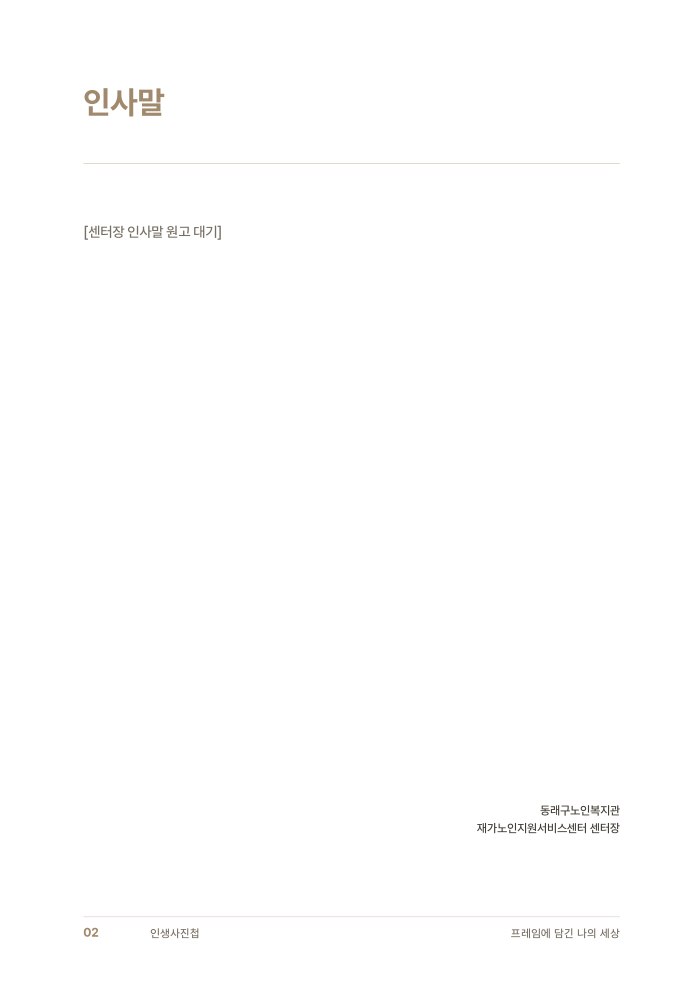 인사말
[센터장 인사말 원고 대기]
동래구노인복지관
재가노인지원서비스센터 센터장
02 인생사진첩 프레임에 담긴 나의 세상